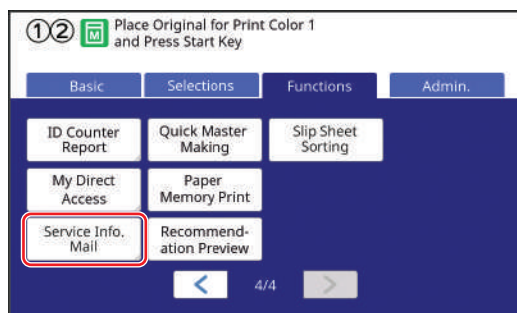 ①② M Place Original for Print Color 1
and Press Start Key
Basic Selections Functions Admin.
ID Counter Quick Master Slip Sheet
Report Making Sorting
My Direct Paper
Access Memory Print
Service Info. Recommend-
Mail ation Preview
< 4/4 >